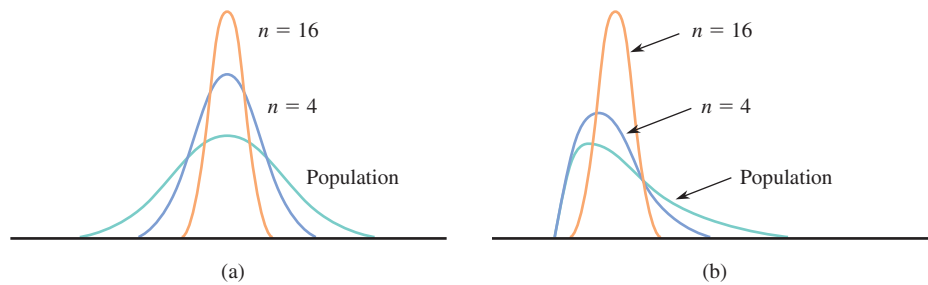 n = 16
n = 4
Population
(a)
n = 16
n = 4
Population
(b)